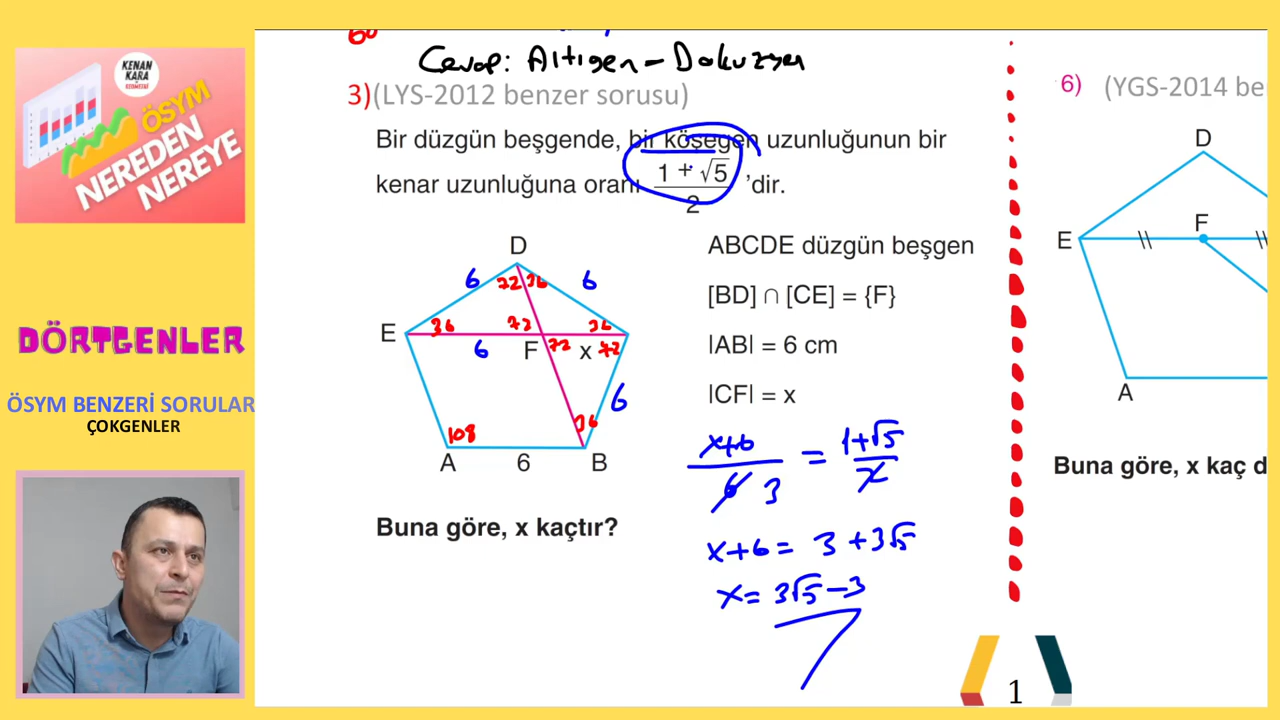 KENAN
KARA
ÖSYM
NEREDEN
NEREYE
DÖRTGENLER
ÖSYM BENZERİ SORULAR
ÇOKGENLER
Cevap: Altıgen - Dokuzgen
3)(LYS-2012 benzer sorusu)
Bir düzgün beşgende, bir köşegen uzunluğunun bir
kenar uzunluğuna oranı 1 + √5 / 2 'dir.
D
6 72 36 6
E 36 72 36
6 F 72 x 72
6
108 36
A 6 B
ABCDE düzgün beşgen
[BD] ∩ [CE] = {F}
|AB| = 6 cm
|CF| = x
x+6 / 6 3 = 1+√5 / 2
x+6 = 3 + 3√5
x = 3√5 - 3
Buna göre, x kaçtır?
1
6) (YGS-2014 be
D
E F
A
Buna göre, x kaç d